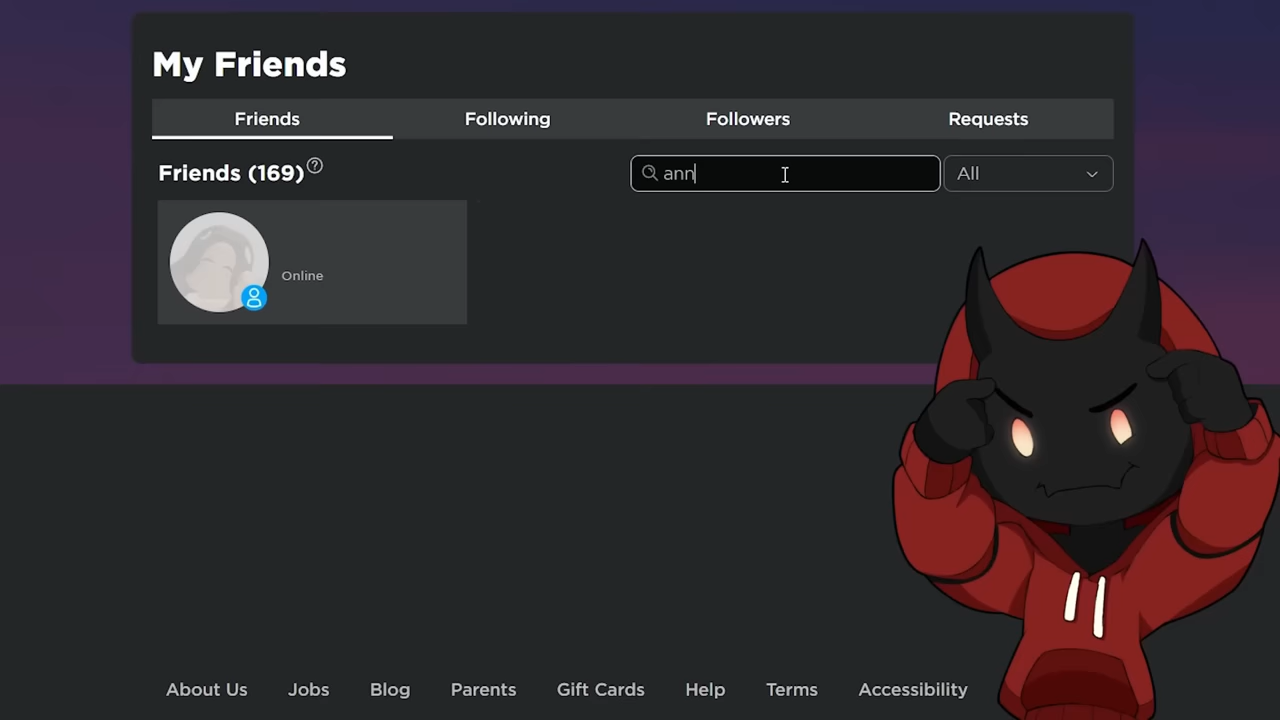 My Friends
Friends Following Followers Requests
Friends (169) ? ann All
Online
About Us Jobs Blog Parents Gift Cards Help Terms Accessibility